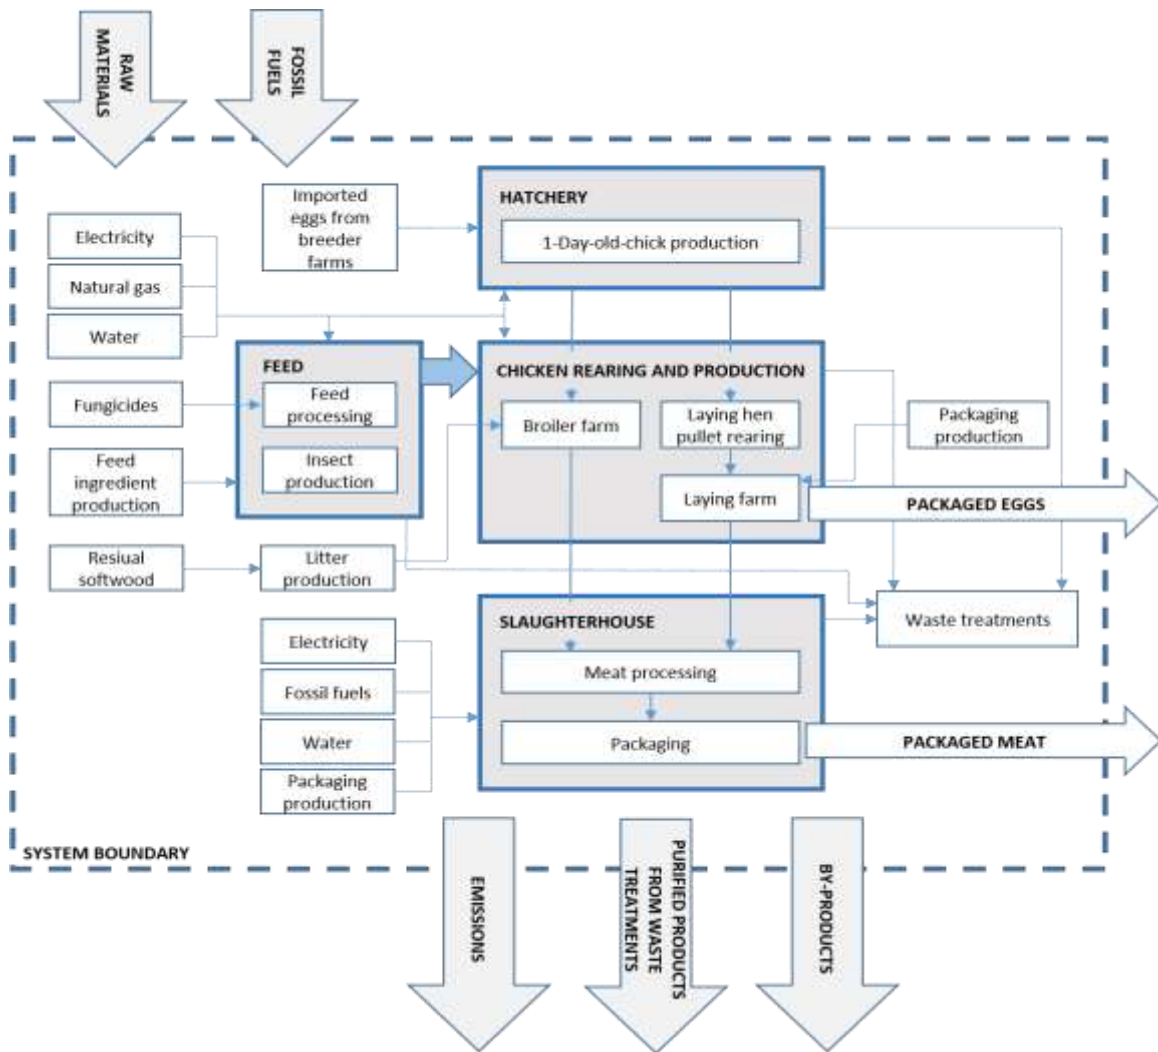 RAW
MATERIALS
FOSSIL
FUELS
Imported
eggs from
breeder
farms
HATCHERY
1-Day-old-chick production
Electricity
Natural gas
Water
FEED
Feed
processing
Insect
production
CHICKEN REARING AND PRODUCTION
Broiler farm
Laying hen
pullet rearing
Laying farm
Packaging
production
Fungicides
Feed
ingredient
production
PACKAGED EGGS
Resiual
softwood
Litter
production
Waste treatments
SLAUGHTERHOUSE
Meat processing
Packaging
Electricity
Fossil fuels
Water
Packaging
production
PACKAGED MEAT
SYSTEM BOUNDARY
EMISSIONS
PURIFIED PRODUCTS
FROM WASTE
TREATMENTS
BY-PRODUCTS